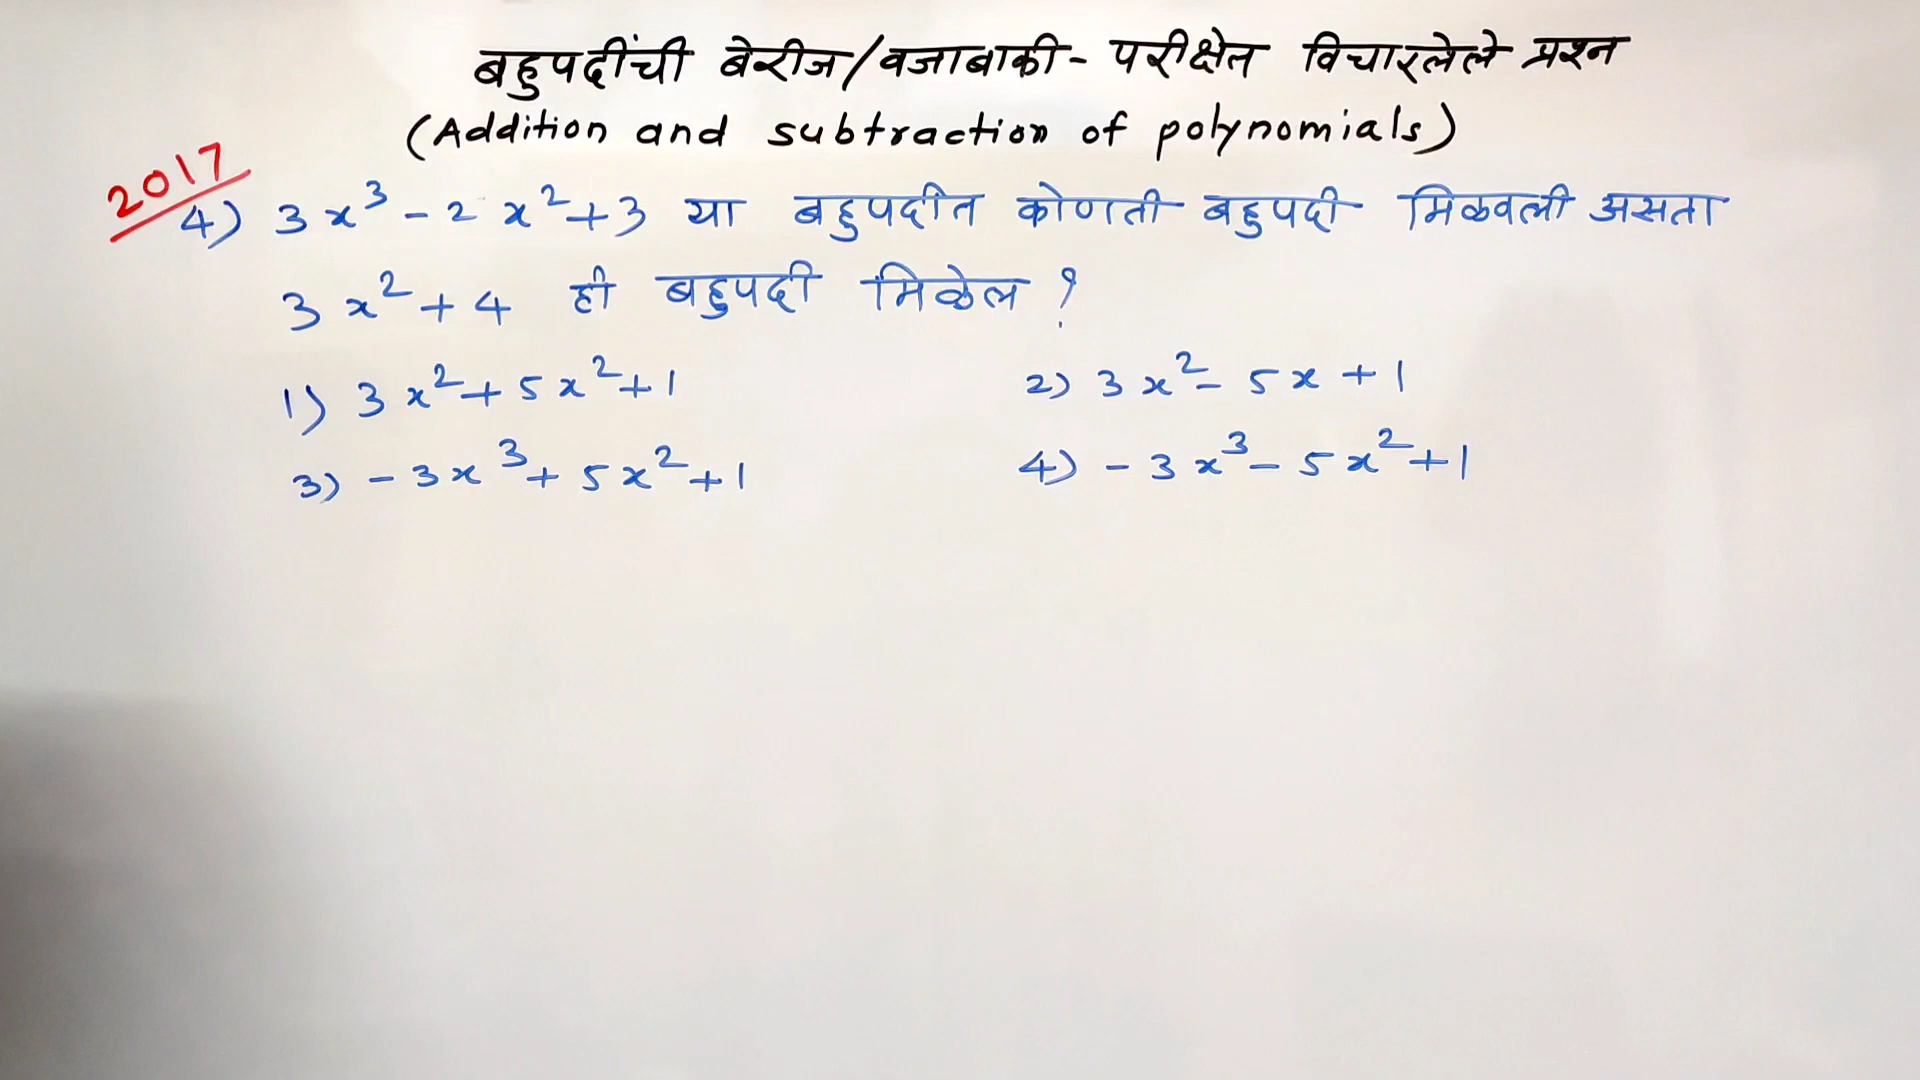 बहुपदींची बेरीज/वजाबाकी - परीक्षेत विचारलेले प्रश्न
(Addition and subtraction of polynomials)
2017
4) 3x³ - 2x² + 3 या बहुपदीत कोणती बहुपदी मिळवली असता
3x² + 4 ही बहुपदी मिळेल ?
1) 3x² + 5x² + 1 2) 3x² - 5x + 1
3) - 3x³ + 5x² + 1 4) - 3x³ - 5x² + 1